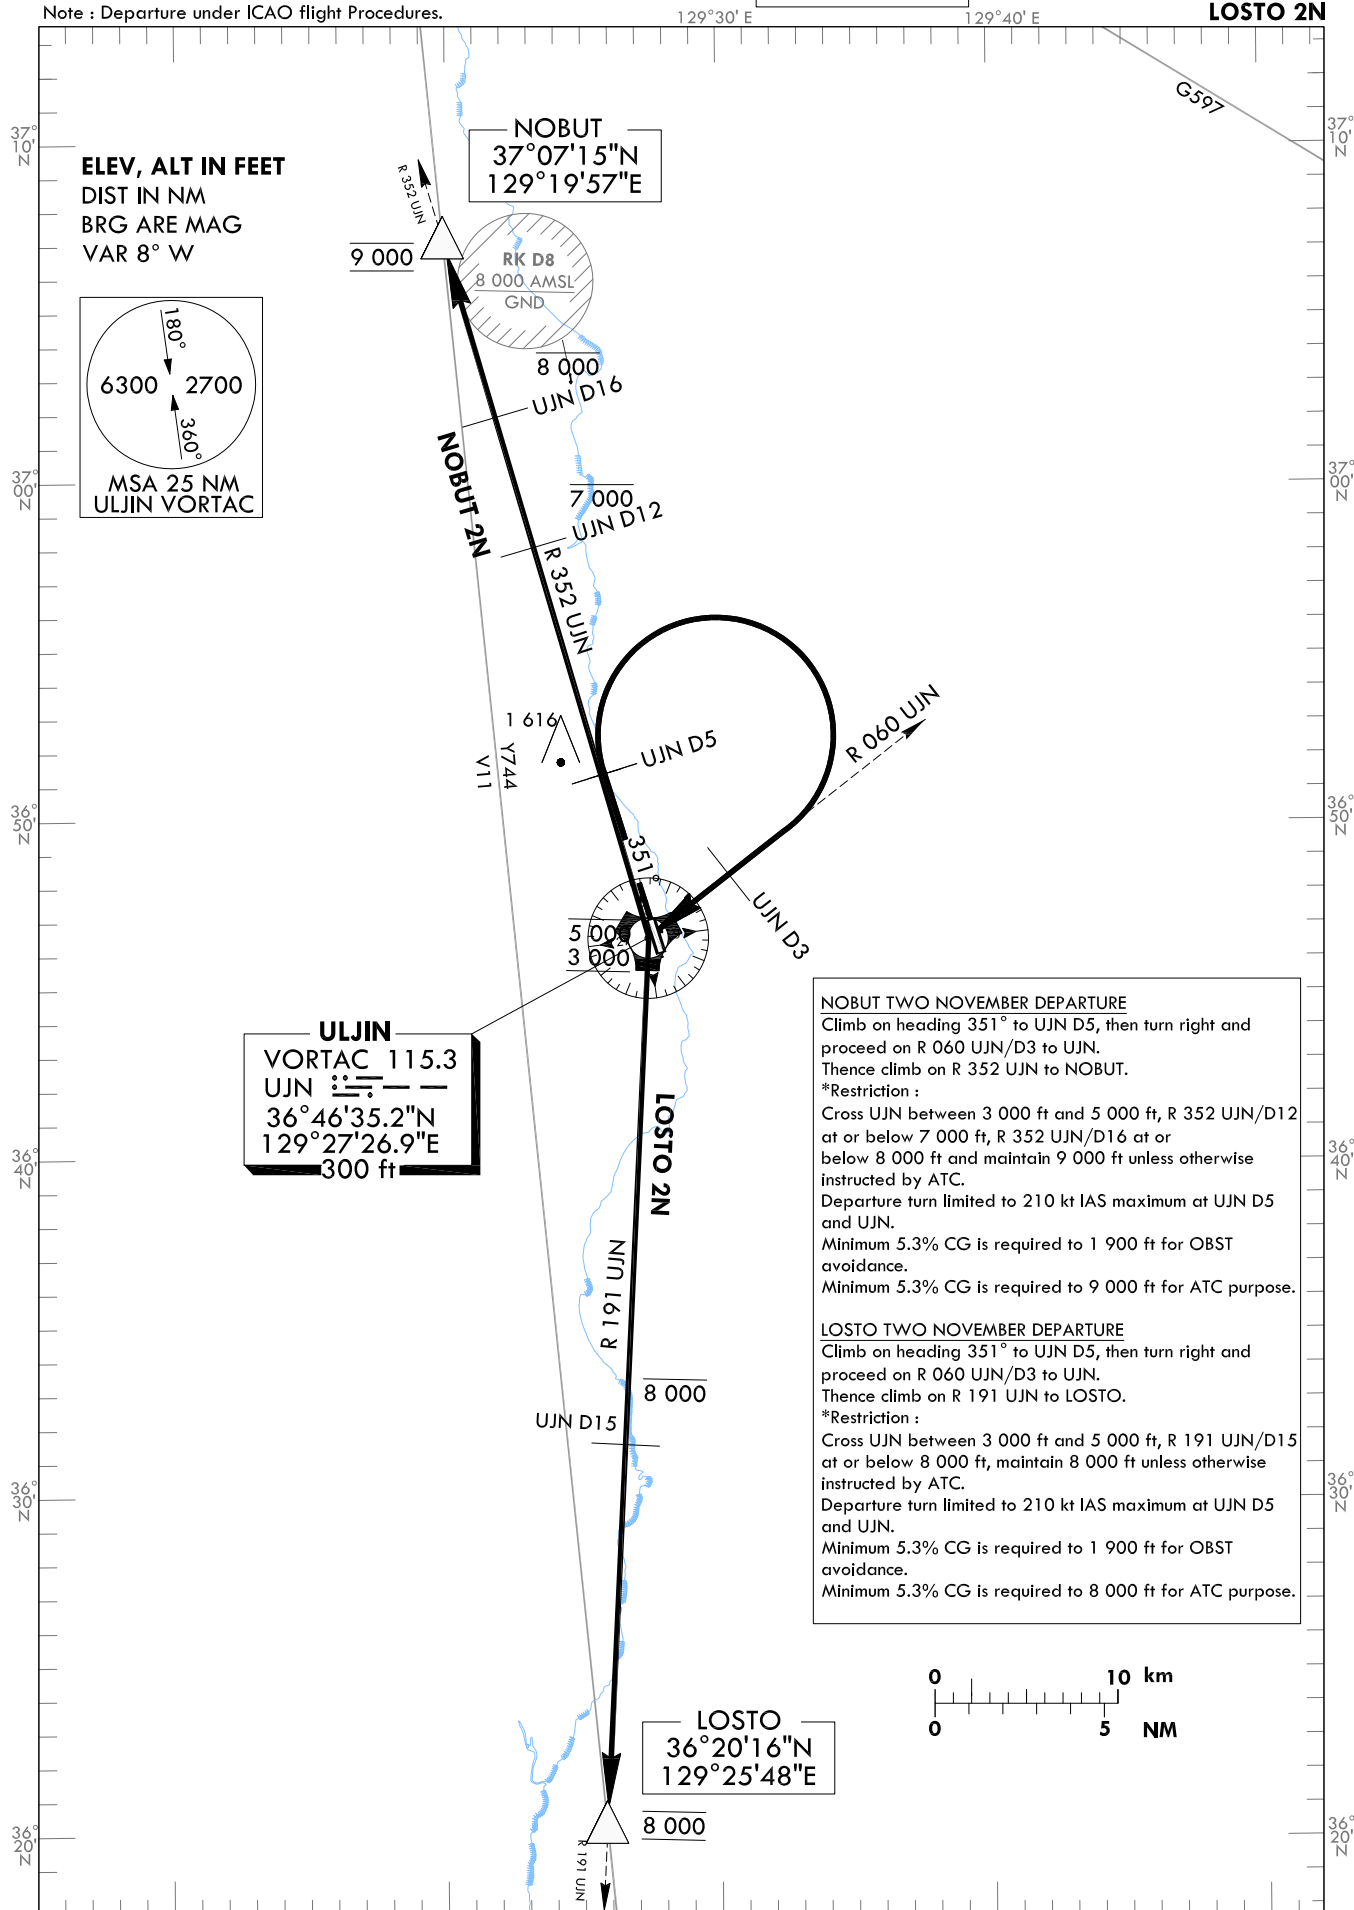 Note : Departure under ICAO flight Procedures.
129°30' E
129°40' E
LOSTO 2N
G597
37°
10'
N
37°
10'
N
ELEV, ALT IN FEET
DIST IN NM
BRG ARE MAG
VAR 8° W
NOBUT
37°07'15"N
129°19'57"E
R 352 UJN
9 000
RK D8
8 000 AMSL
GND
180°
6300
2700
360°
MSA 25 NM
ULJIN VORTAC
8 000
UJN D16
NOBUT 2N
37°
00'
N
37°
00'
N
7 000
UJN D12
R 352 UJN
1 616
UJN D5
R 060 UJN
V11
Y744
36°
50'
N
36°
50'
N
351°
UJN D3
5 000
3 000
ULJIN
VORTAC 115.3
UJN
36°46'35.2"N
129°27'26.9"E
300 ft
LOSTO 2N
36°
40'
N
36°
40'
N
NOBUT TWO NOVEMBER DEPARTURE
Climb on heading 351° to UJN D5, then turn right and
proceed on R 060 UJN/D3 to UJN.
Thence climb on R 352 UJN to NOBUT.
*Restriction :
Cross UJN between 3 000 ft and 5 000 ft, R 352 UJN/D12
at or below 7 000 ft, R 352 UJN/D16 at or
below 8 000 ft and maintain 9 000 ft unless otherwise
instructed by ATC.
Departure turn limited to 210 kt IAS maximum at UJN D5
and UJN.
Minimum 5.3% CG is required to 1 900 ft for OBST
avoidance.
Minimum 5.3% CG is required to 9 000 ft for ATC purpose.
LOSTO TWO NOVEMBER DEPARTURE
Climb on heading 351° to UJN D5, then turn right and
proceed on R 060 UJN/D3 to UJN.
Thence climb on R 191 UJN to LOSTO.
*Restriction :
Cross UJN between 3 000 ft and 5 000 ft, R 191 UJN/D15
at or below 8 000 ft, maintain 8 000 ft unless otherwise
instructed by ATC.
Departure turn limited to 210 kt IAS maximum at UJN D5
and UJN.
Minimum 5.3% CG is required to 1 900 ft for OBST
avoidance.
Minimum 5.3% CG is required to 8 000 ft for ATC purpose.
R 191 UJN
8 000
UJN D15
36°
30'
N
36°
30'
N
0 10 km
0 5 NM
LOSTO
36°20'16"N
129°25'48"E
8 000
R 191 UJN
36°
20'
N
36°
20'
N